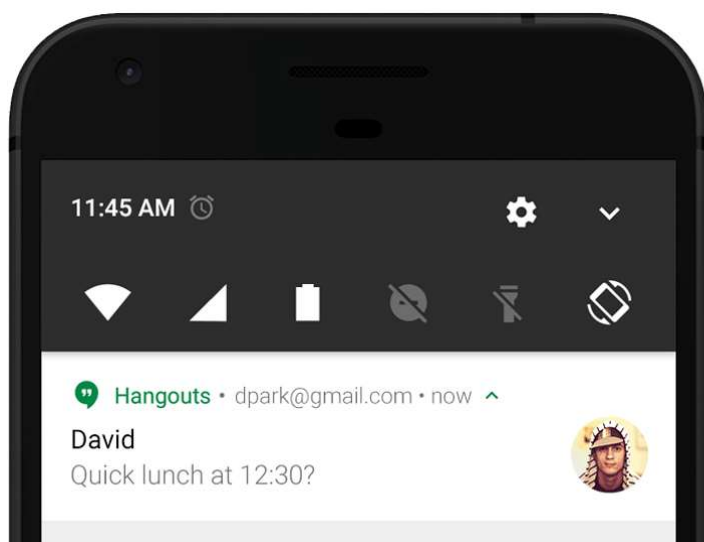 11:45 AM
Hangouts • dpark@gmail.com • now
David
Quick lunch at 12:30?